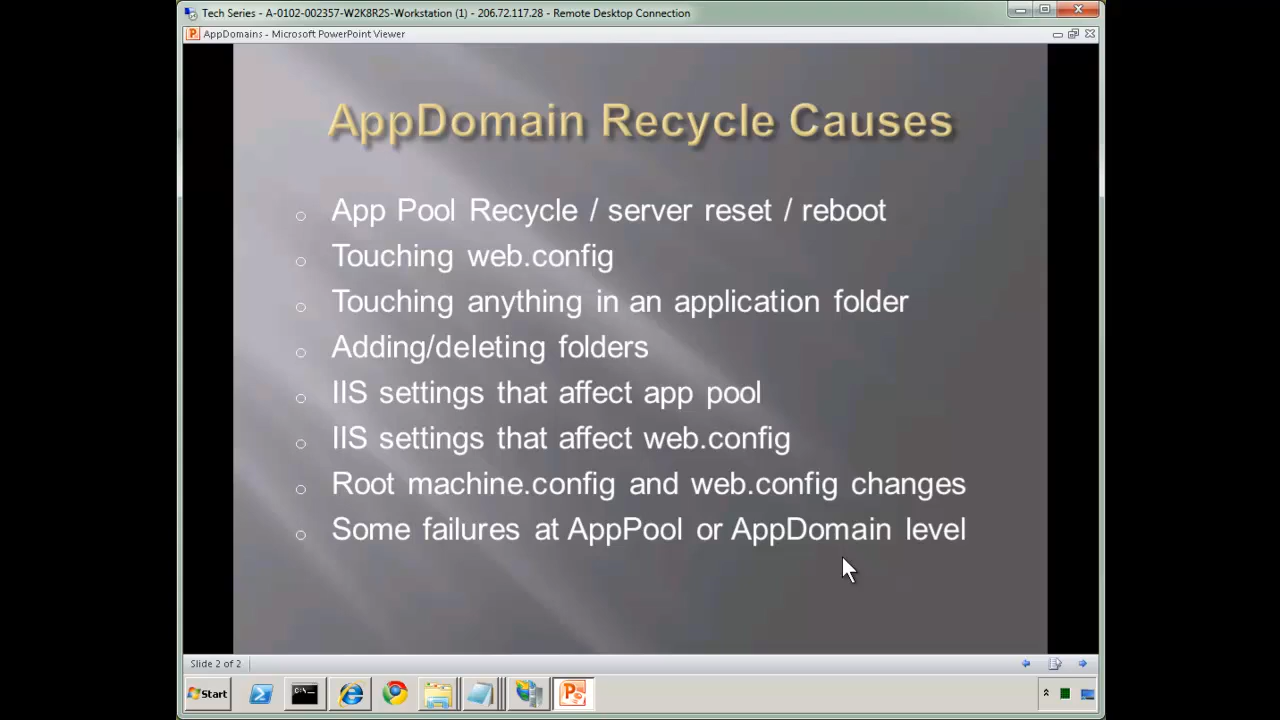 Tech Series - A-0102-002357-W2K8R2S-Workstation (1) - 206.72.117.28 - Remote Desktop Connection
AppDomains - Microsoft PowerPoint Viewer
AppDomain Recycle Causes
App Pool Recycle / server reset / reboot
Touching web.config
Touching anything in an application folder
Adding/deleting folders
IIS settings that affect app pool
IIS settings that affect web.config
Root machine.config and web.config changes
Some failures at AppPool or AppDomain level
Slide 2 of 2
Start